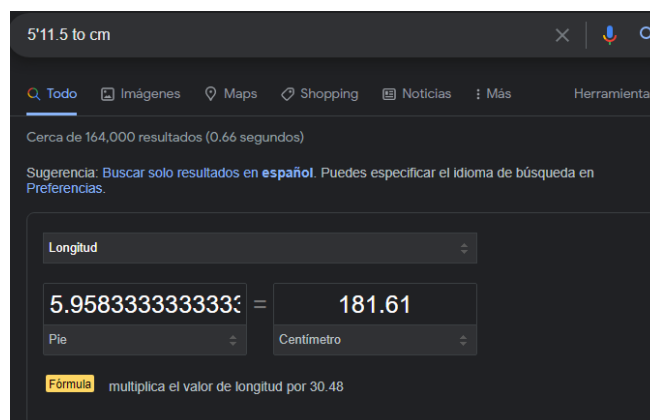 5'11.5 to cm
Todo Imágenes Maps Shopping Noticias Más Herramienta
Cerca de 164,000 resultados (0.66 segundos)
Sugerencia: Buscar solo resultados en español. Puedes especificar el idioma de búsqueda en
Preferencias.
Longitud
5.9583333333333 = 181.61
Pie Centímetro
Fórmula multiplica el valor de longitud por 30.48